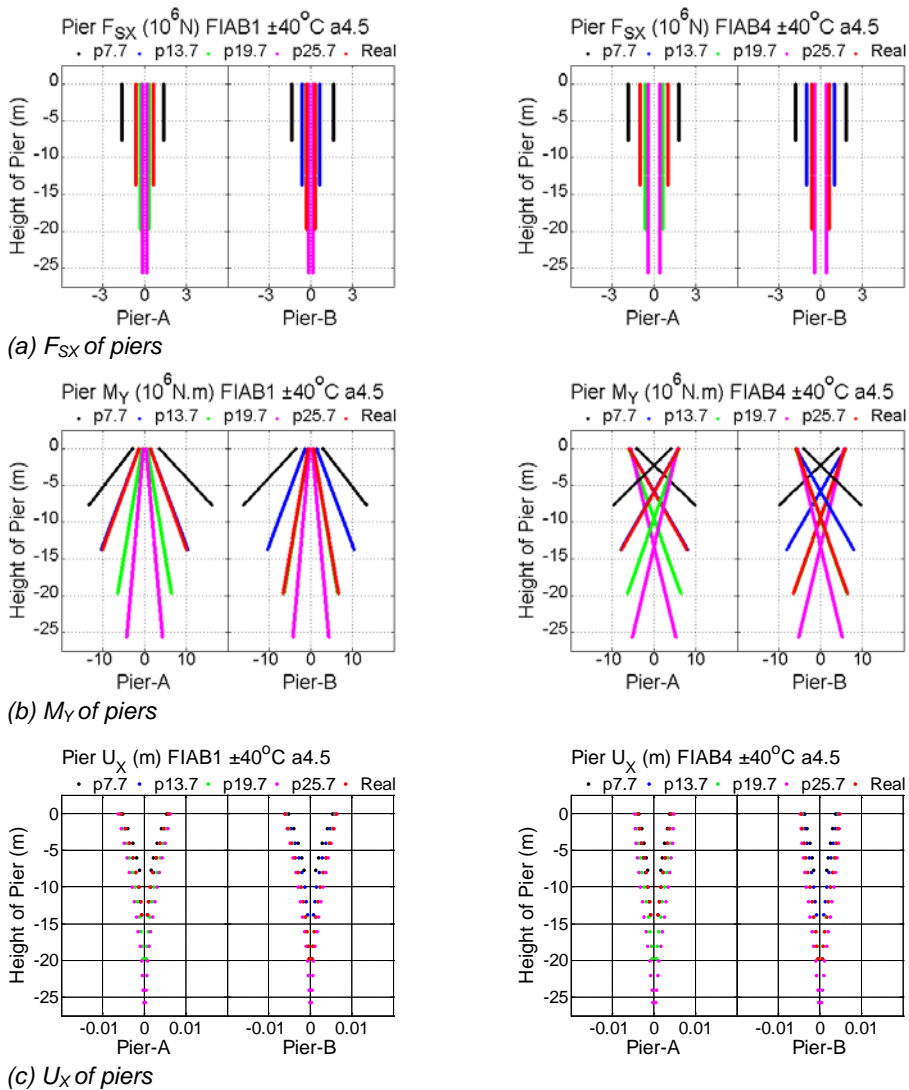 Pier FSX (10^6N) FIAB1 ±40°C a4.5
• p7.7 • p13.7 • p19.7 • p25.7 • Real
Height of Pier (m)
0
-5
-10
-15
-20
-25
-3 0 3 -3 0 3
Pier-A Pier-B
Pier FSX (10^6N) FIAB4 ±40°C a4.5
• p7.7 • p13.7 • p19.7 • p25.7 • Real
Height of Pier (m)
0
-5
-10
-15
-20
-25
-3 0 3 -3 0 3
Pier-A Pier-B
(a) FSX of piers
Pier MY (10^6N.m) FIAB1 ±40°C a4.5
• p7.7 • p13.7 • p19.7 • p25.7 • Real
Height of Pier (m)
0
-5
-10
-15
-20
-25
-10 0 10 -10 0 10
Pier-A Pier-B
Pier MY (10^6N.m) FIAB4 ±40°C a4.5
• p7.7 • p13.7 • p19.7 • p25.7 • Real
Height of Pier (m)
0
-5
-10
-15
-20
-25
-10 0 10 -10 0 10
Pier-A Pier-B
(b) MY of piers
Pier UX (m) FIAB1 ±40°C a4.5
• p7.7 • p13.7 • p19.7 • p25.7 • Real
Height of Pier (m)
0
-5
-10
-15
-20
-25
-0.01 0 0.01 -0.01 0 0.01
Pier-A Pier-B
Pier UX (m) FIAB4 ±40°C a4.5
• p7.7 • p13.7 • p19.7 • p25.7 • Real
Height of Pier (m)
0
-5
-10
-15
-20
-25
-0.01 0 0.01 -0.01 0 0.01
Pier-A Pier-B
(c) UX of piers